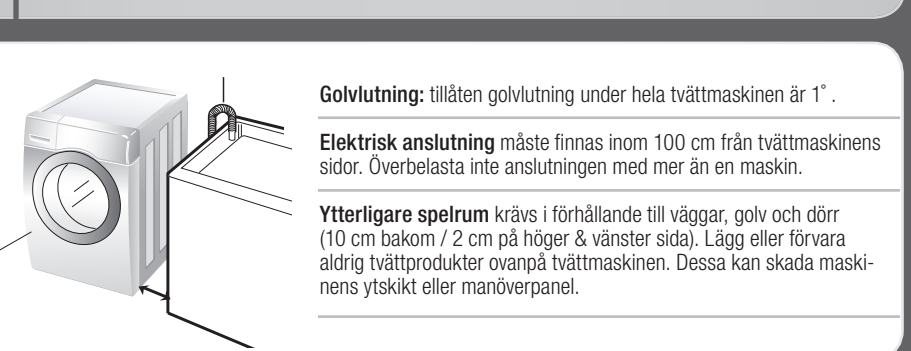 Golvlutning: tillåten golvlutning under hela tvättmaskinen är 1˚ .
Elektrisk anslutning måste finnas inom 100 cm från tvättmaskinens
sidor. Överbelasta inte anslutningen med mer än en maskin.
Ytterligare spelrum krävs i förhållande till väggar, golv och dörr
(10 cm bakom / 2 cm på höger & vänster sida). Lägg eller förvara
aldrig tvättprodukter ovanpå tvättmaskinen. Dessa kan skada maski-
nens ytskikt eller manöverpanel.